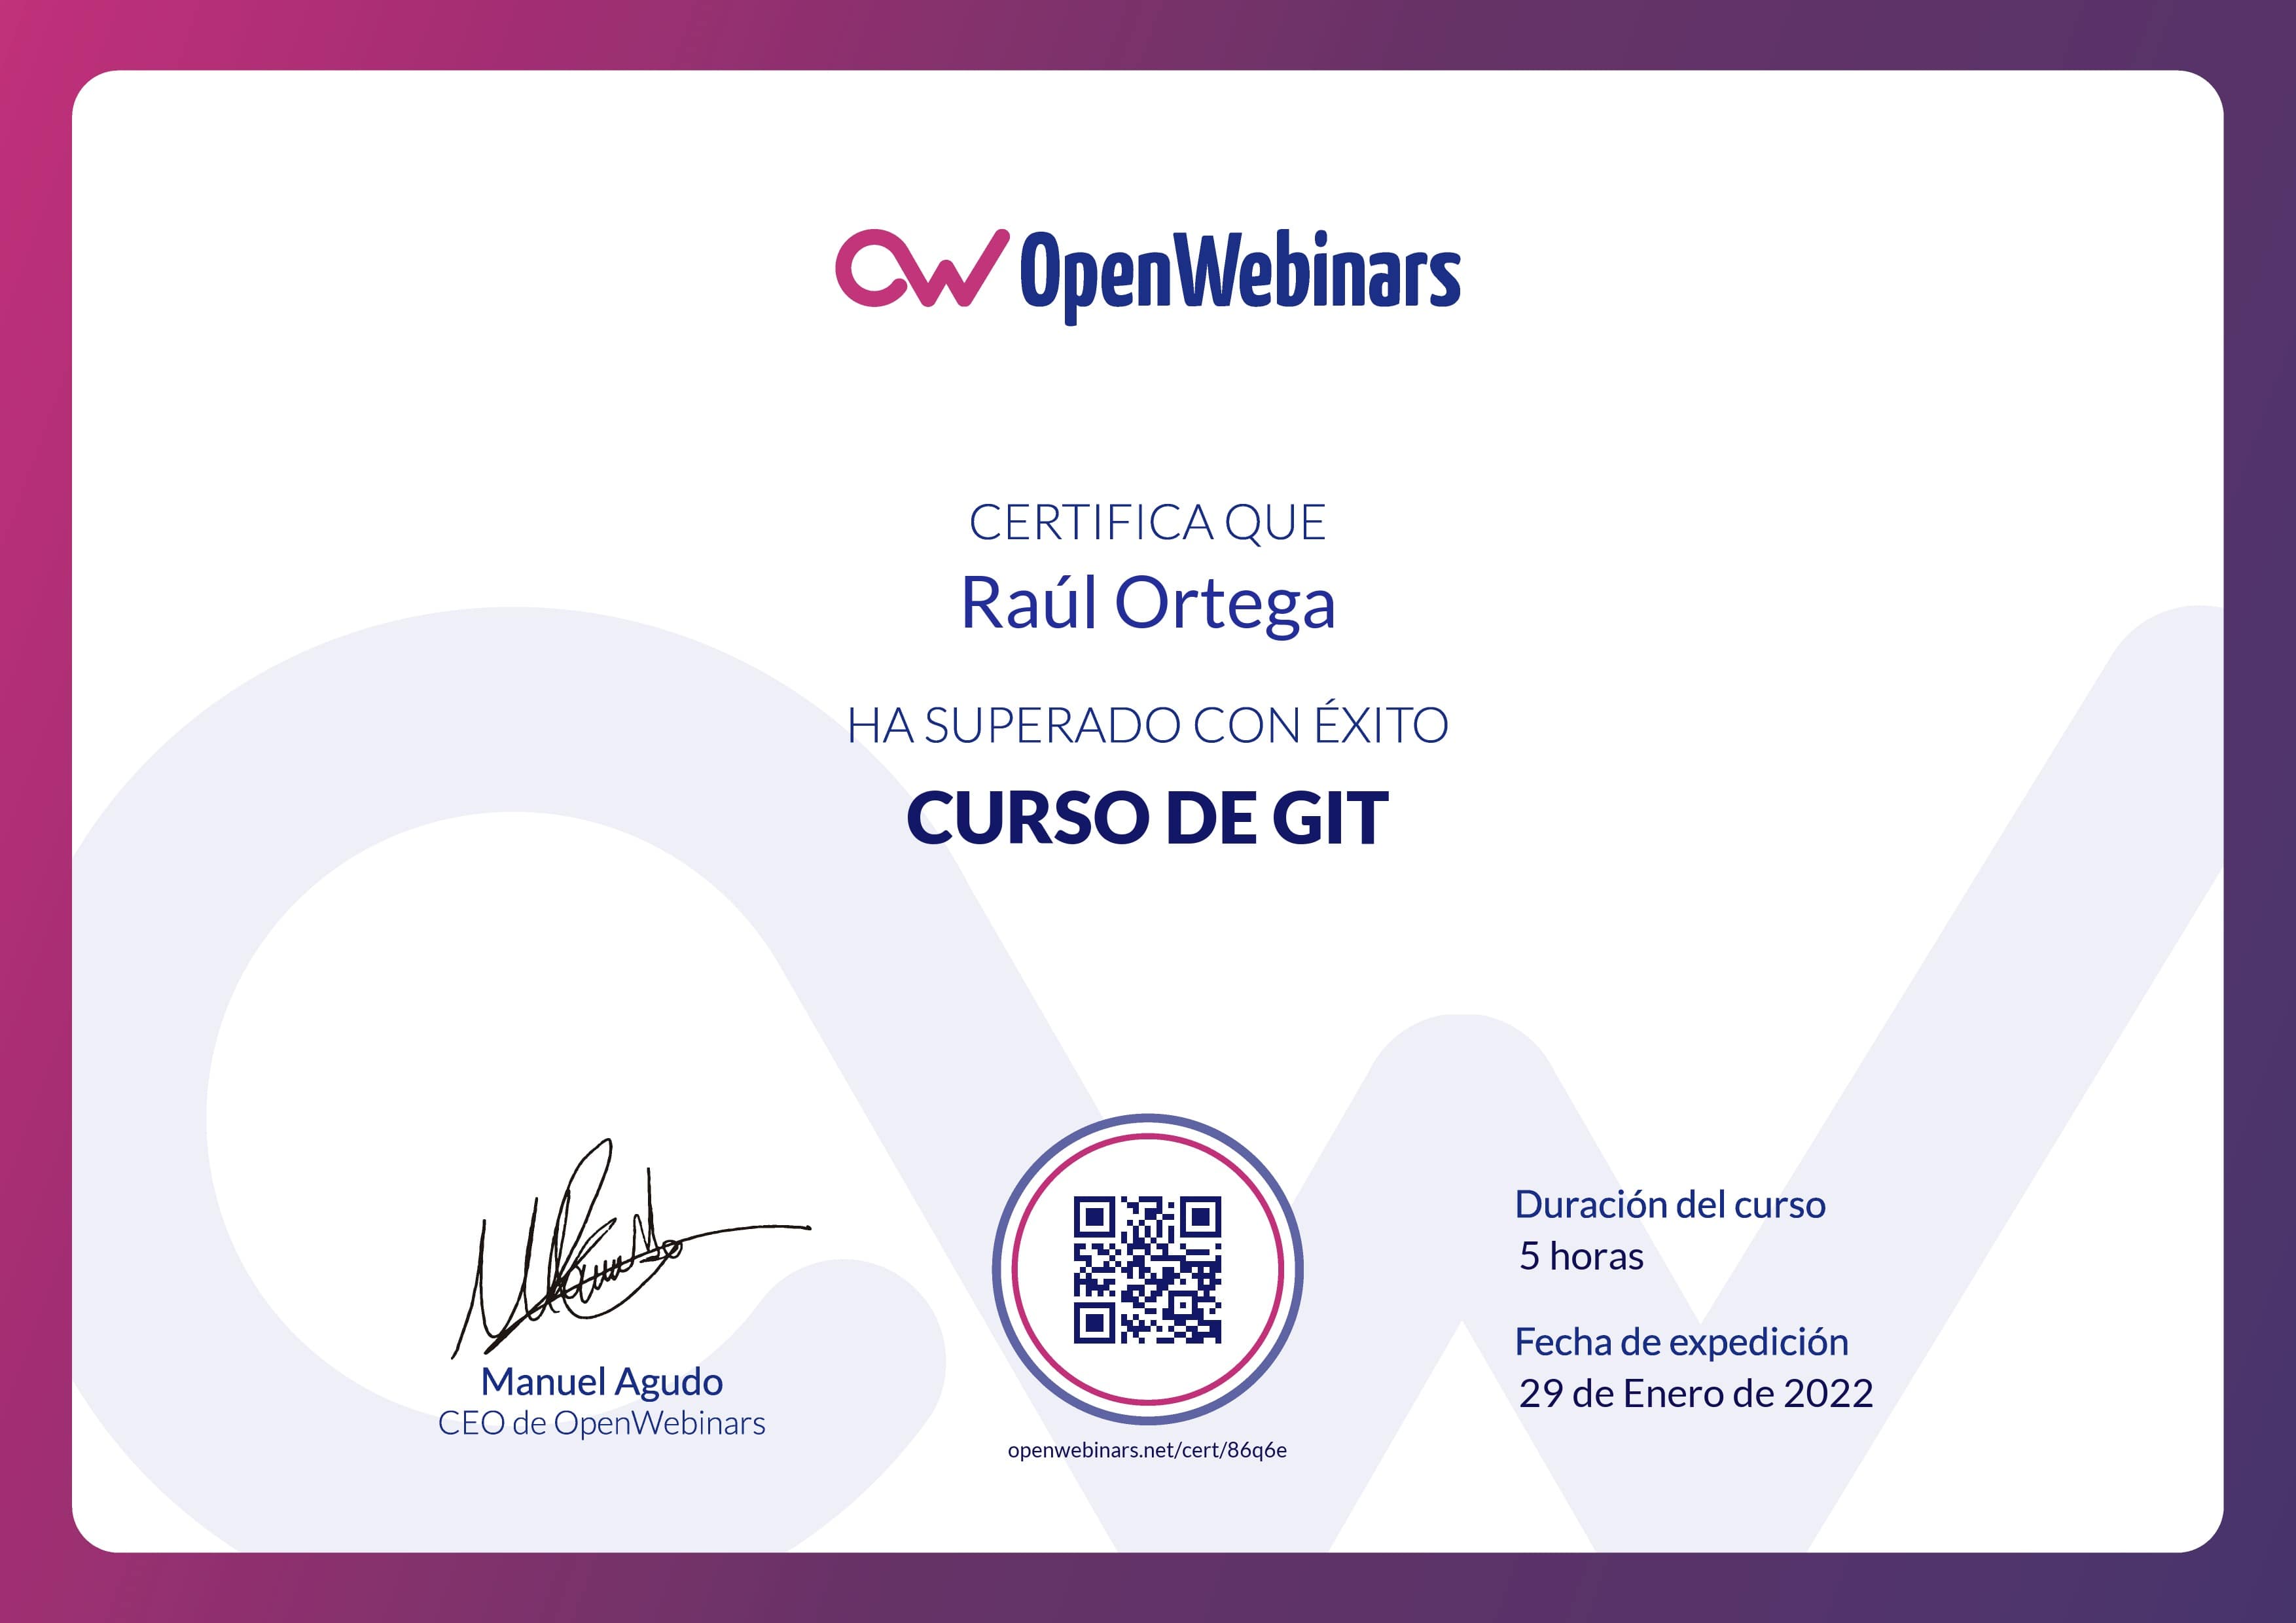 OpenWebinars
CERTIFICA QUE
Raúl Ortega
HA SUPERADO CON ÉXITO
CURSO DE GIT
Manuel Agudo
CEO de OpenWebinars
openwebinars.net/cert/86q6e
Duración del curso
5 horas
Fecha de expedición
29 de Enero de 2022